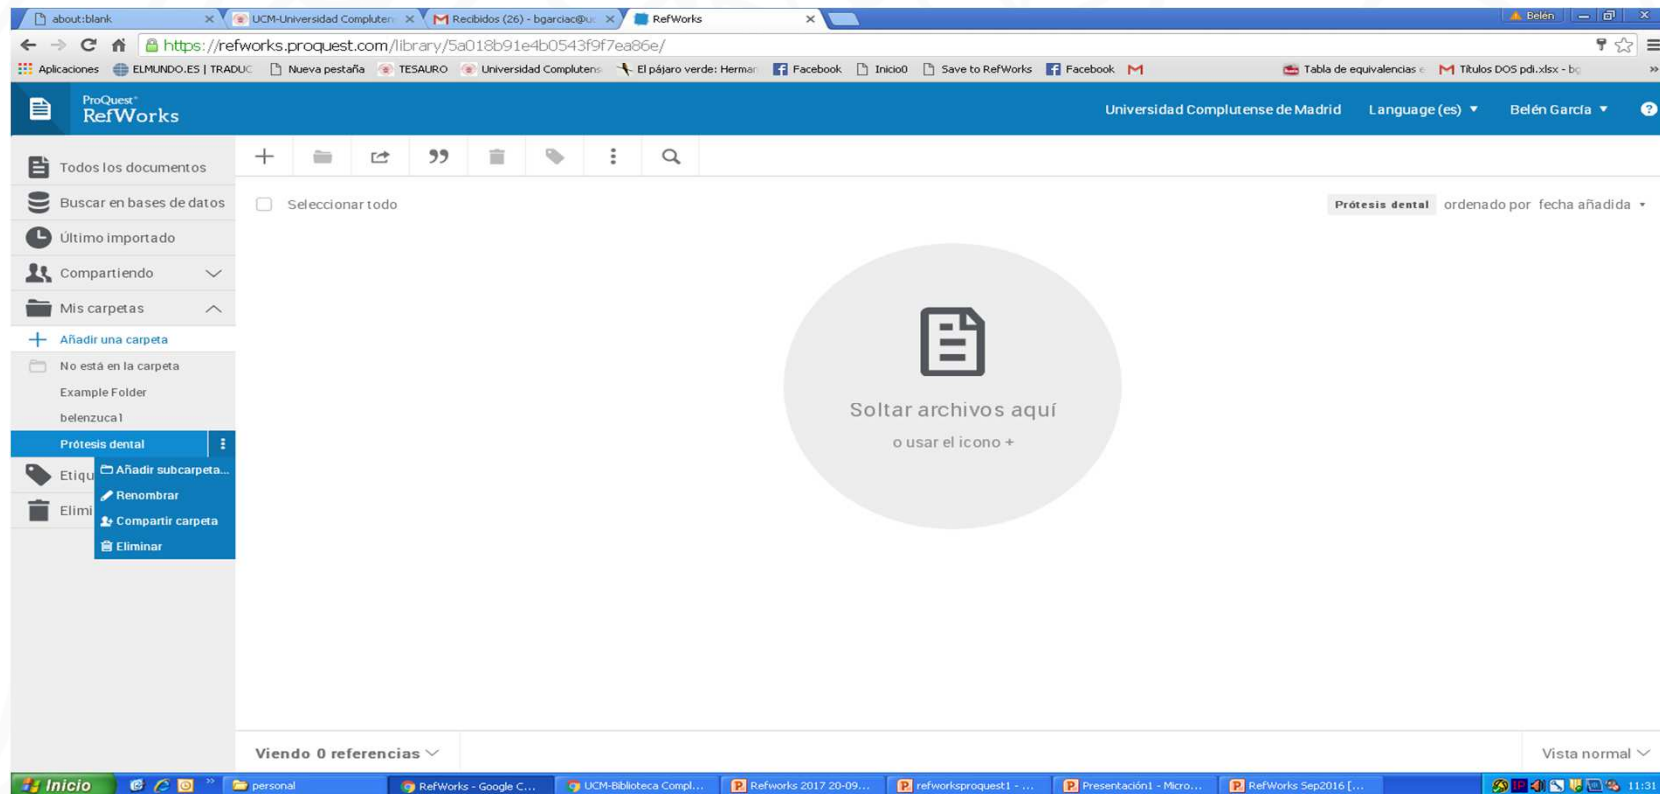 about:blank
UCM-Universidad Complutens
Recibidos (26) - bgarciac@uc
RefWorks
Belén
https://refworks.proquest.com/library/5a018b91e4b0543f9f7ea86e/
Aplicaciones
ELMUNDO.ES | TRADUC
Nueva pestaña
TESAURO
Universidad Complutens
El pájaro verde: Herman
Facebook
Inicio0
Save to RefWorks
Facebook
Tabla de equivalencias e
Títulos DOS pdi.xlsx - bg
ProQuest
RefWorks
Universidad Complutense de Madrid
Language (es)
Belén García
Todos los documentos
Buscar en bases de datos
Último importado
Compartiendo
Mis carpetas
Añadir una carpeta
No está en la carpeta
Example Folder
belenzuca1
Prótesis dental
Etiqu
Añadir subcarpeta...
Renombrar
Elimi
Compartir carpeta
Eliminar
Seleccionar todo
Prótesis dental ordenado por fecha añadida
Soltar archivos aquí
o usar el icono +
Viendo 0 referencias
Vista normal
Inicio
personal
RefWorks - Google C...
UCM-Biblioteca Compl...
Refworks 2017 20-09...
refworksproquest1 - ...
Presentación1 - Micro...
RefWorks Sep2016 [...
11:31